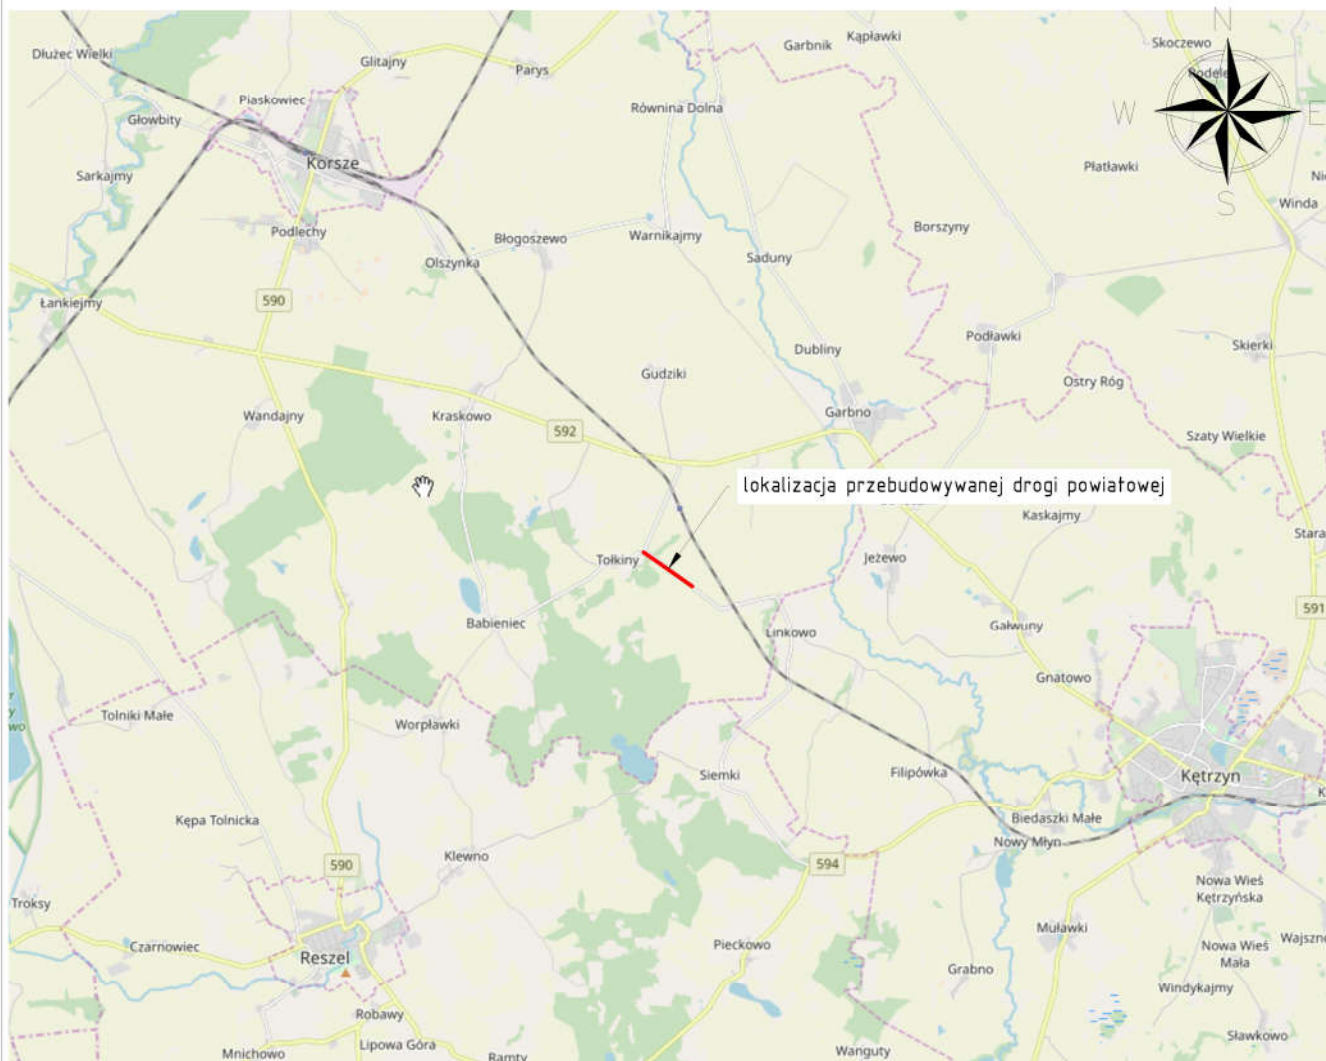 N
Dłużec Wielki
Glitajny
Parys
Garbnik
Kąpławki
Skoczewo
Piaskowiec
Głowbity
Równina Dolna
W
E
Korsze
Sarkajmy
Płatławki
S
Winda
Podlechy
Olszynka
Błogoszewo
Warnikajmy
Saduny
Borszyny
Łankiejmy
590
Dubliny
Podławki
Skierki
Gudziki
Ostry Róg
Wandajny
Kraskowo
592
Garbno
Szaty Wielkie
lokalizacja przebudowywanej drogi powiatowej
Kaskajmy
Stara
Tołkiny
Jeżewo
591
Babieniec
Linkowo
Gałwuny
Gnatowo
Tolniki Małe
Worpławki
Siemki
Filipówka
Kętrzyn
Kępa Tolnicka
Biedaszki Małe
Nowy Młyn
590
Klewno
594
Nowa Wieś
Kętrzyńska
Troksy
Czarnowiec
Reszel
Pieckowo
Muławki
Nowa Wieś
Mała
Wajszn
Grabno
Windykajmy
Robawy
Sławkowo
Mnichowo
Lipowa Góra
Ramty
Wanguty